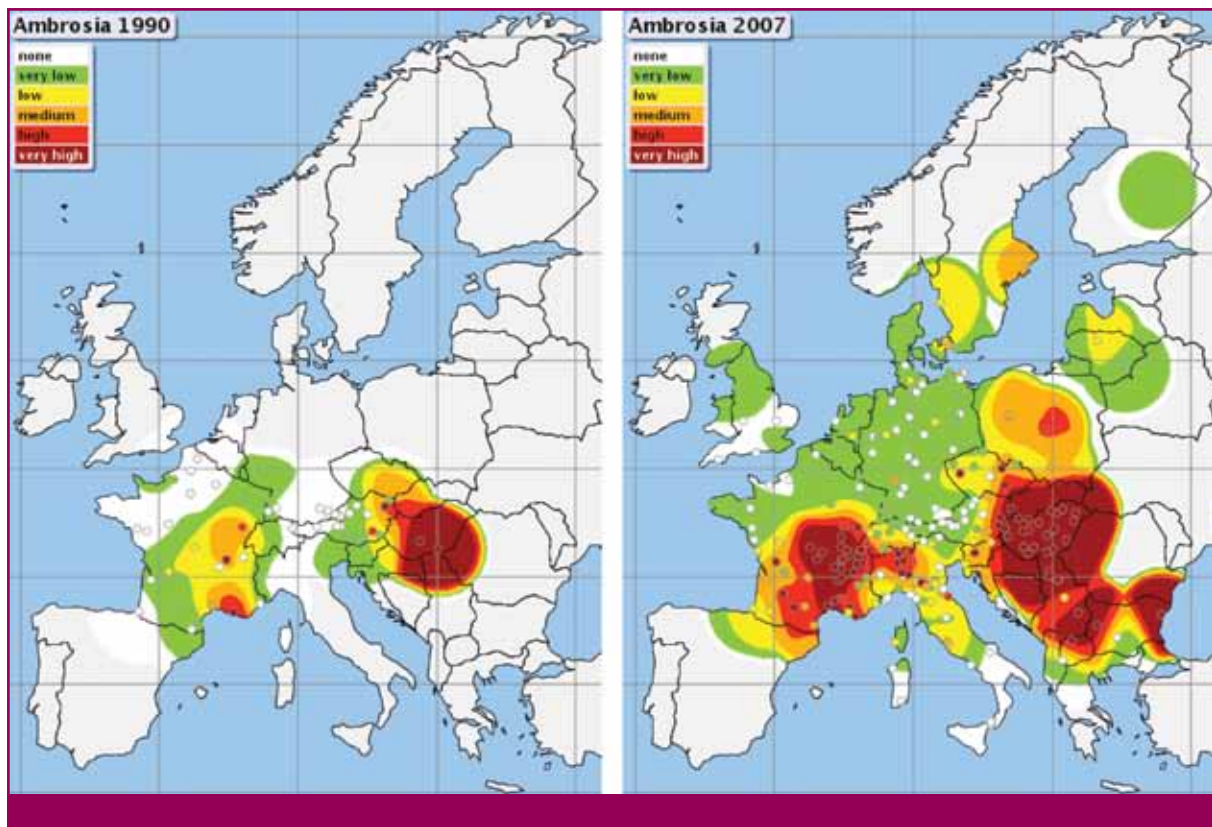 Ambrosia 1990
none
very low
low
medium
high
very high
Ambrosia 2007
none
very low
low
medium
high
very high